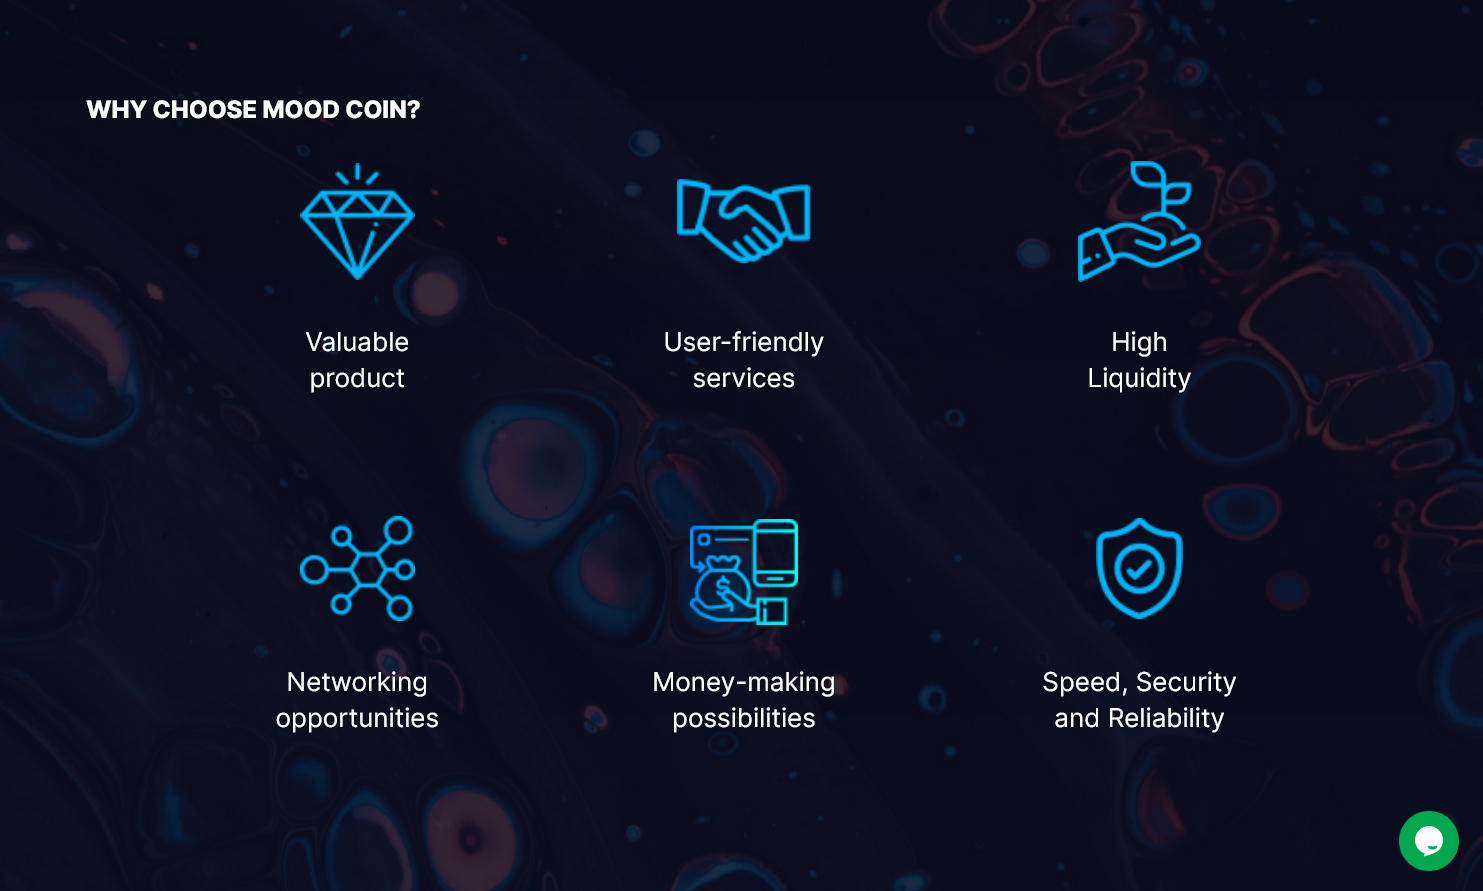 WHY CHOOSE MOOD COIN?
Valuable
product
User-friendly
services
High
Liquidity
Networking
opportunities
$
Money-making
possibilities
Speed, Security
and Reliability